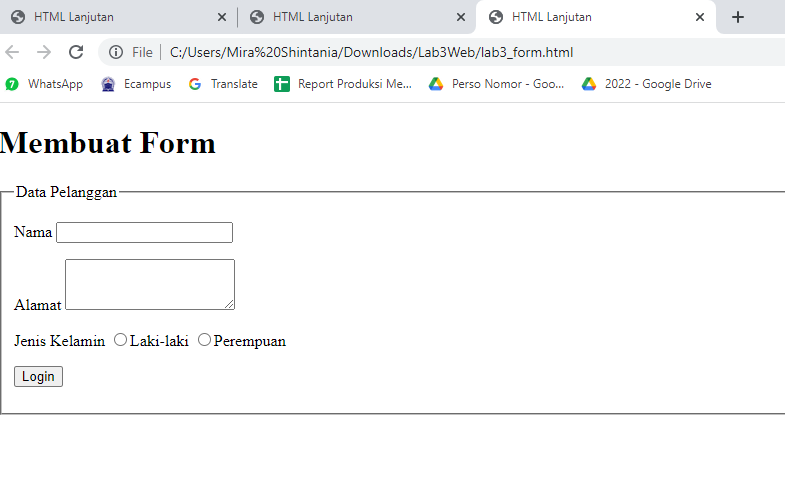 HTML Lanjutan HTML Lanjutan HTML Lanjutan
File C:/Users/Mira%20Shintania/Downloads/Lab3Web/lab3_form.html
7 WhatsApp Ecampus G Translate Report Produksi Me... Perso Nomor - Goo... 2022 - Google Drive
Membuat Form
Data Pelanggan
Nama
Alamat
Jenis Kelamin Laki-laki Perempuan
Login